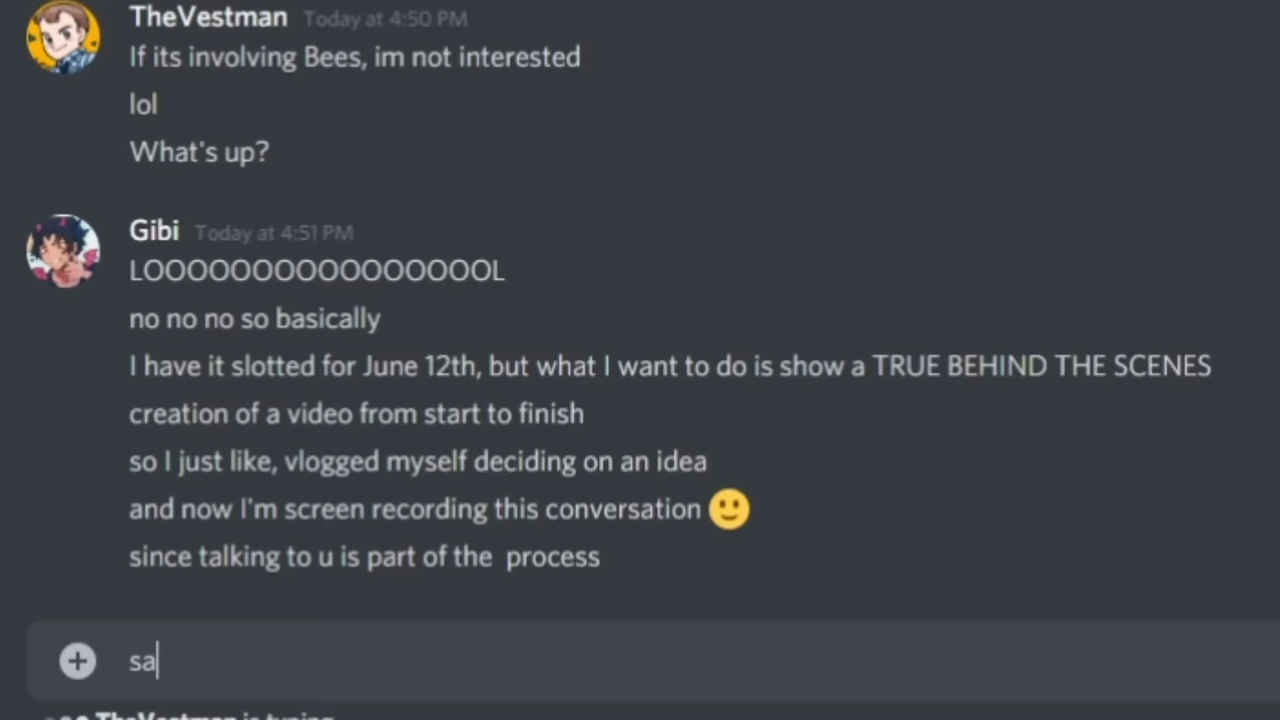 TheVestman Today at 4:50 PM
If its involving Bees, im not interested
lol
What's up?
Gibi Today at 4:51 PM
LOOOOOOOOOOOOOOOOL
no no no so basically
I have it slotted for June 12th, but what I want to do is show a TRUE BEHIND THE SCENES
creation of a video from start to finish
so I just like, vlogged myself deciding on an idea
and now I'm screen recording this conversation 🙂
since talking to u is part of the  process
sa
TheVestman is typing